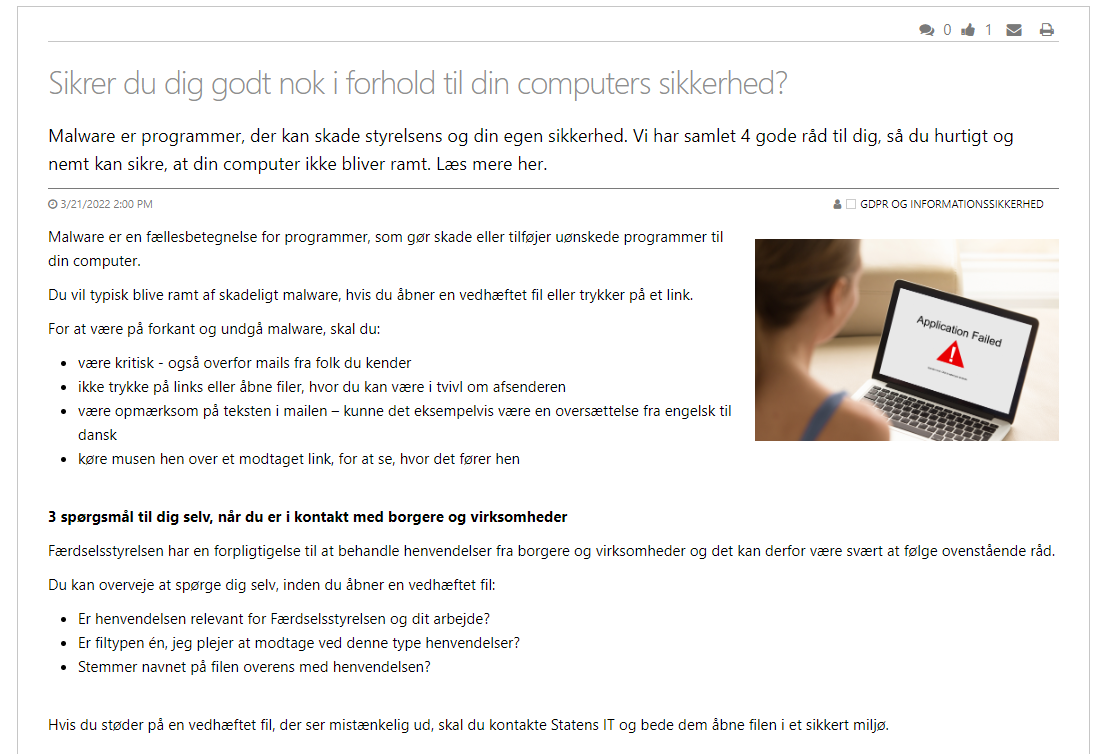 0 1
Sikrer du dig godt nok i forhold til din computers sikkerhed?
Malware er programmer, der kan skade styrelsens og din egen sikkerhed. Vi har samlet 4 gode råd til dig, så du hurtigt og
nemt kan sikre, at din computer ikke bliver ramt. Læs mere her.
3/21/2022 2:00 PM
GDPR OG INFORMATIONSSIKKERHED
Malware er en fællesbetegnelse for programmer, som gør skade eller tilføjer uønskede programmer til
din computer.
Du vil typisk blive ramt af skadeligt malware, hvis du åbner en vedhæftet fil eller trykker på et link.
For at være på forkant og undgå malware, skal du:
• være kritisk - også overfor mails fra folk du kender
• ikke trykke på links eller åbne filer, hvor du kan være i tvivl om afsenderen
• være opmærksom på teksten i mailen – kunne det eksempelvis være en oversættelse fra engelsk til
dansk
• køre musen hen over et modtaget link, for at se, hvor det fører hen
Application Failed
3 spørgsmål til dig selv, når du er i kontakt med borgere og virksomheder
Færdselsstyrelsen har en forpligtigelse til at behandle henvendelser fra borgere og virksomheder og det kan derfor være svært at følge ovenstående råd.
Du kan overveje at spørge dig selv, inden du åbner en vedhæftet fil:
• Er henvendelsen relevant for Færdselsstyrelsen og dit arbejde?
• Er filtypen én, jeg plejer at modtage ved denne type henvendelser?
• Stemmer navnet på filen overens med henvendelsen?
Hvis du støder på en vedhæftet fil, der ser mistænkelig ud, skal du kontakte Statens IT og bede dem åbne filen i et sikkert miljø.